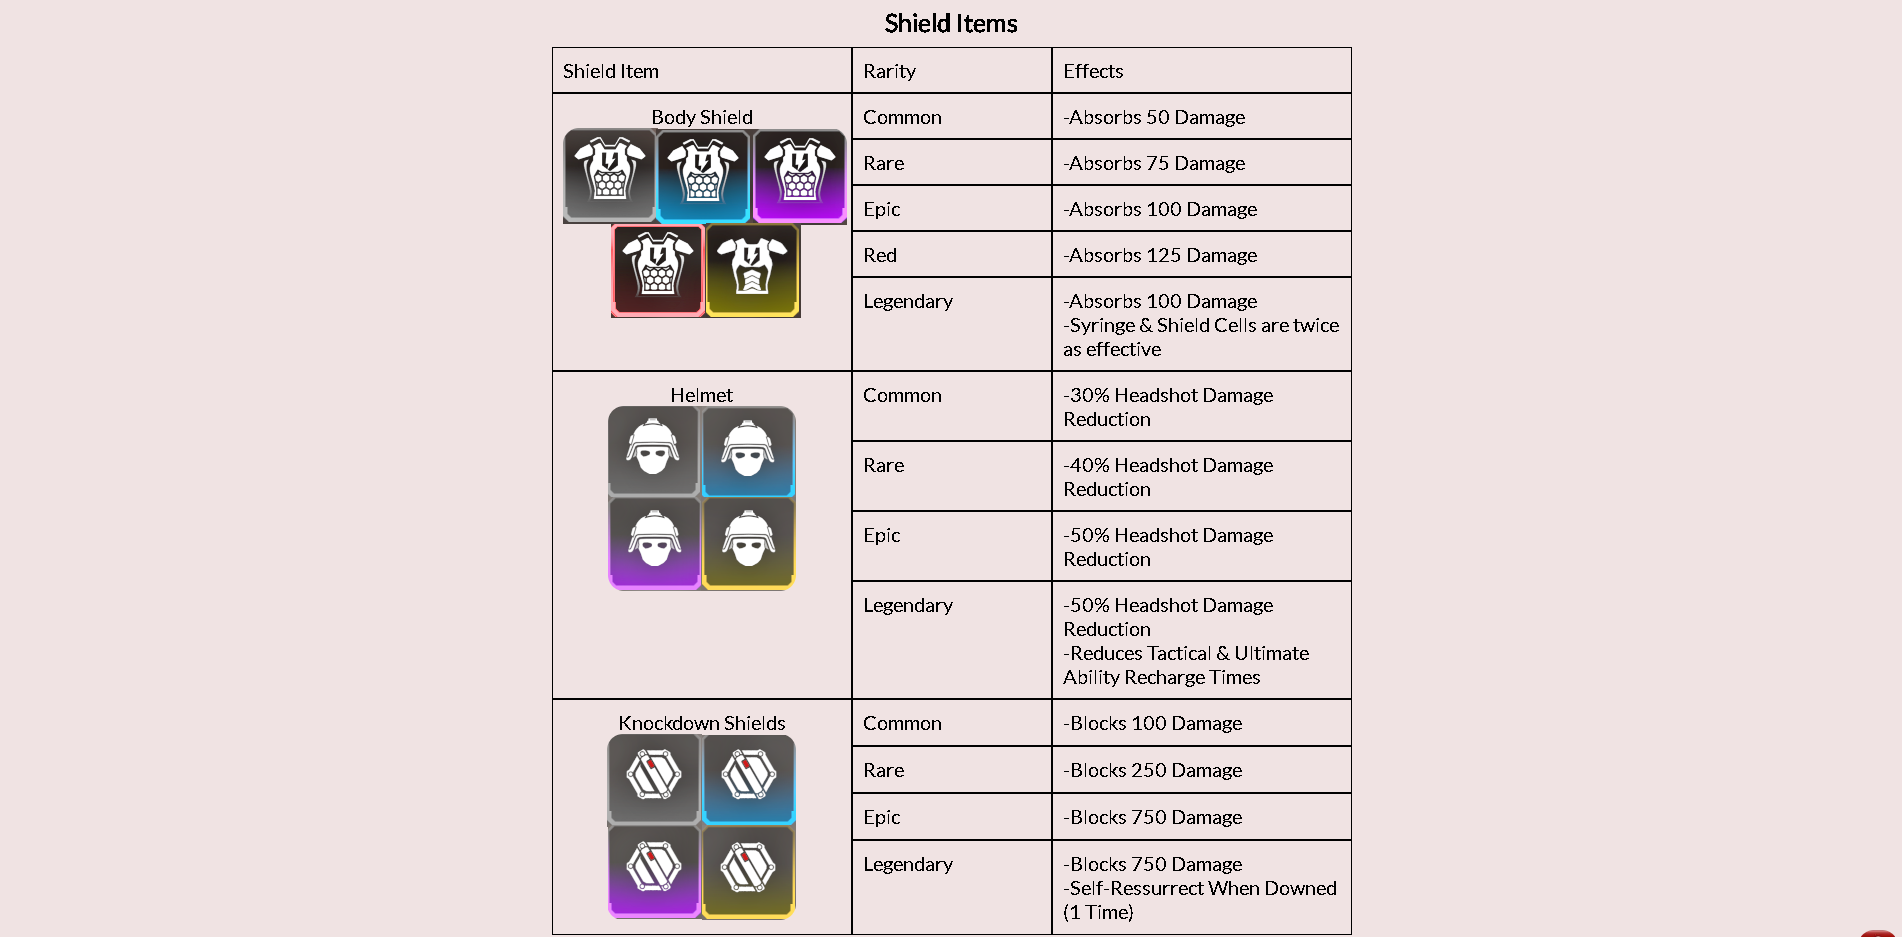 Shield Items
Shield Item
Rarity
Effects
Body Shield
Common
-Absorbs 50 Damage
Rare
-Absorbs 75 Damage
Epic
-Absorbs 100 Damage
Red
-Absorbs 125 Damage
Legendary
-Absorbs 100 Damage
-Syringe & Shield Cells are twice
as effective
Helmet
Common
-30% Headshot Damage
Reduction
Rare
-40% Headshot Damage
Reduction
Epic
-50% Headshot Damage
Reduction
Legendary
-50% Headshot Damage
Reduction
-Reduces Tactical & Ultimate
Ability Recharge Times
Knockdown Shields
Common
-Blocks 100 Damage
Rare
-Blocks 250 Damage
Epic
-Blocks 750 Damage
Legendary
-Blocks 750 Damage
-Self-Ressurrect When Downed
(1 Time)